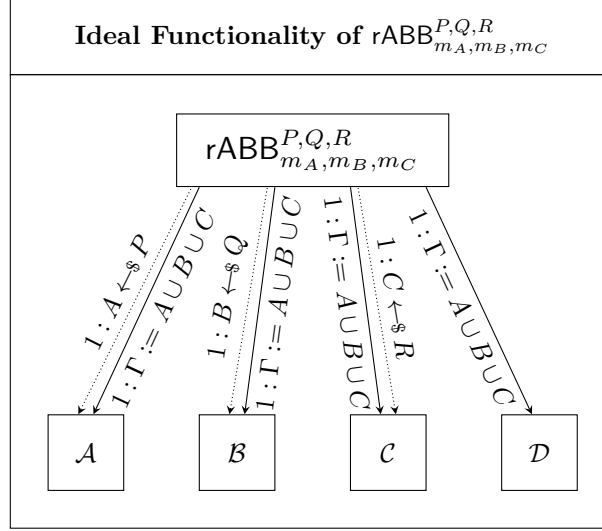 Ideal Functionality of rABB^{P,Q,R}_{m_A,m_B,m_C}
rABB^{P,Q,R}_{m_A,m_B,m_C}
1: A ←$ P
1: Γ := A ∪ B ∪ C
1: B ←$ Q
1: Γ := A ∪ B ∪ C
1: Γ := A ∪ B ∪ C
1: C ←$ R
1: Γ := A ∪ B ∪ C
𝒜
ℬ
𝒞
𝒟